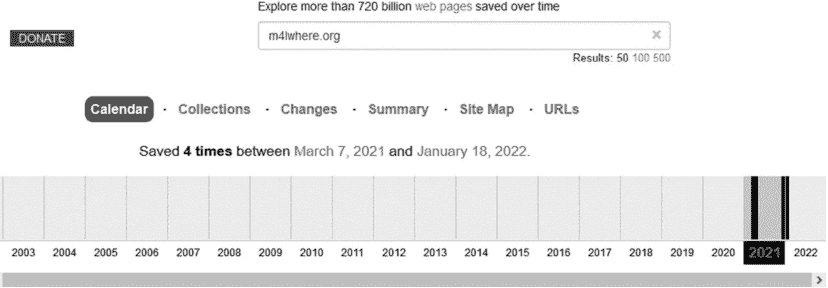 Explore more than 720 billion web pages saved over time
DONATE
m4lwhere.org ×
Results: 50 100 500
Calendar · Collections · Changes · Summary · Site Map · URLs
Saved 4 times between March 7, 2021 and January 18, 2022.
2003 2004 2005 2006 2007 2008 2009 2010 2011 2012 2013 2014 2015 2016 2017 2018 2019 2020 2021 2022